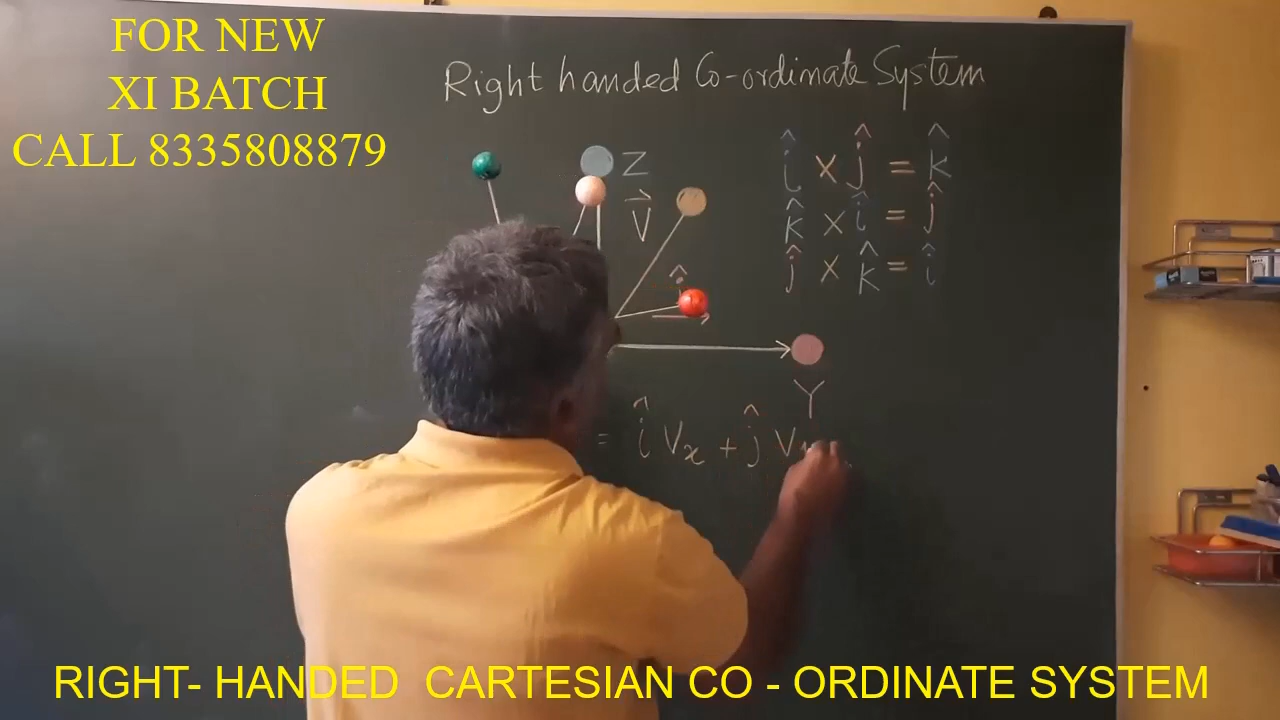 FOR NEW
XI BATCH
CALL 8335808879
Right handed Co-ordinate System
î × ĵ = k̂
k̂ × î = ĵ
ĵ × k̂ = î
Z
V⃗
Y
= î Vx + ĵ V
RIGHT- HANDED CARTESIAN CO - ORDINATE SYSTEM